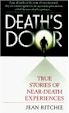 DEATH'S
DOOR
TRUE
STORIES OF
NEAR-DEATH
EXPERIENCES
JEAN RITCHIE